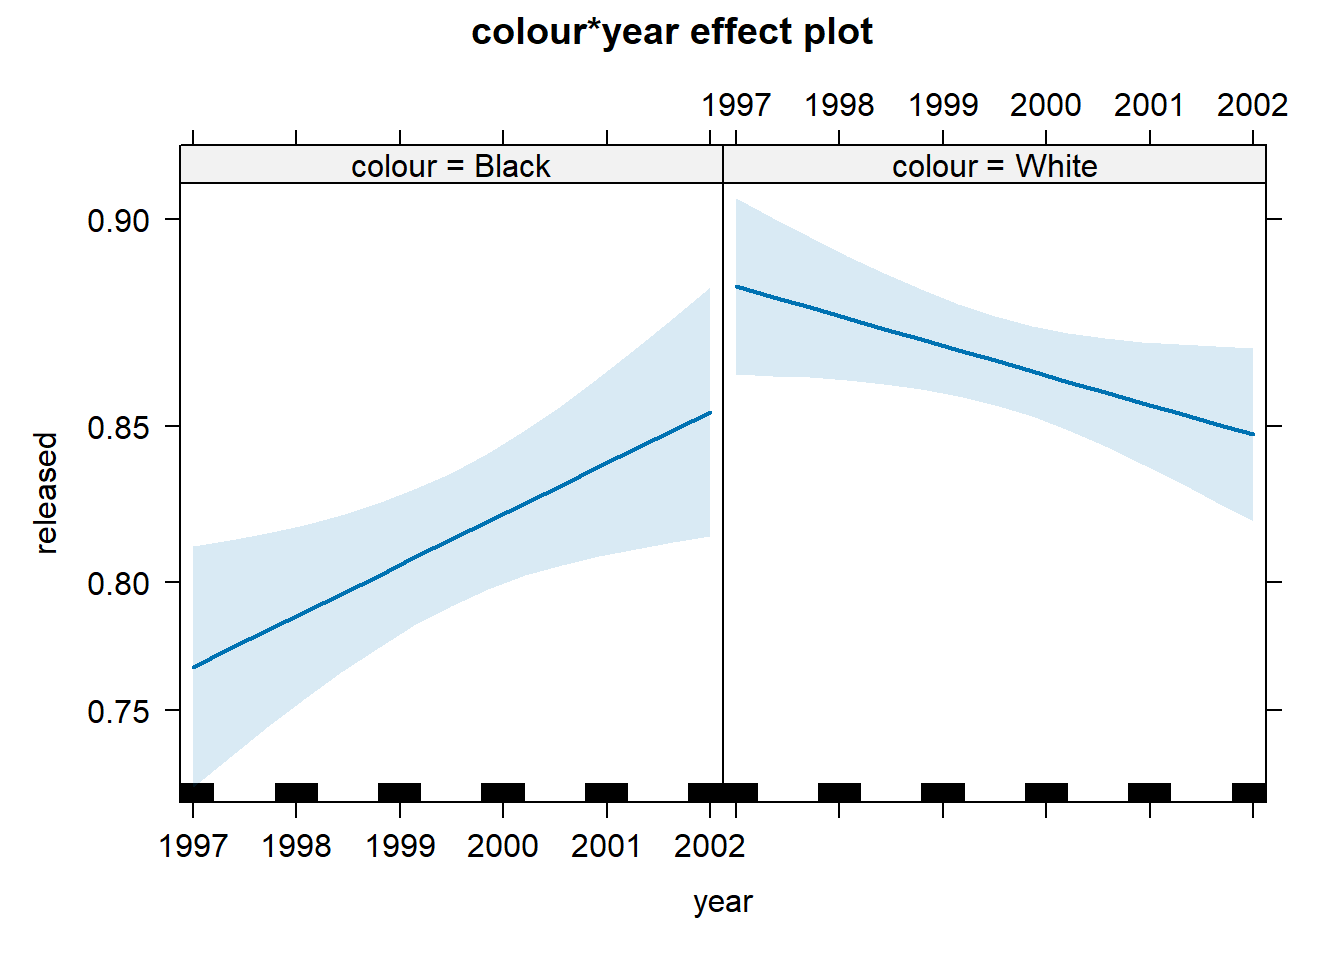 colour*year effect plot
1997 1998 1999 2000 2001 2002
colour = Black colour = White
0.90
0.85
0.80
0.75
released
1997 1998 1999 2000 2001 2002
year